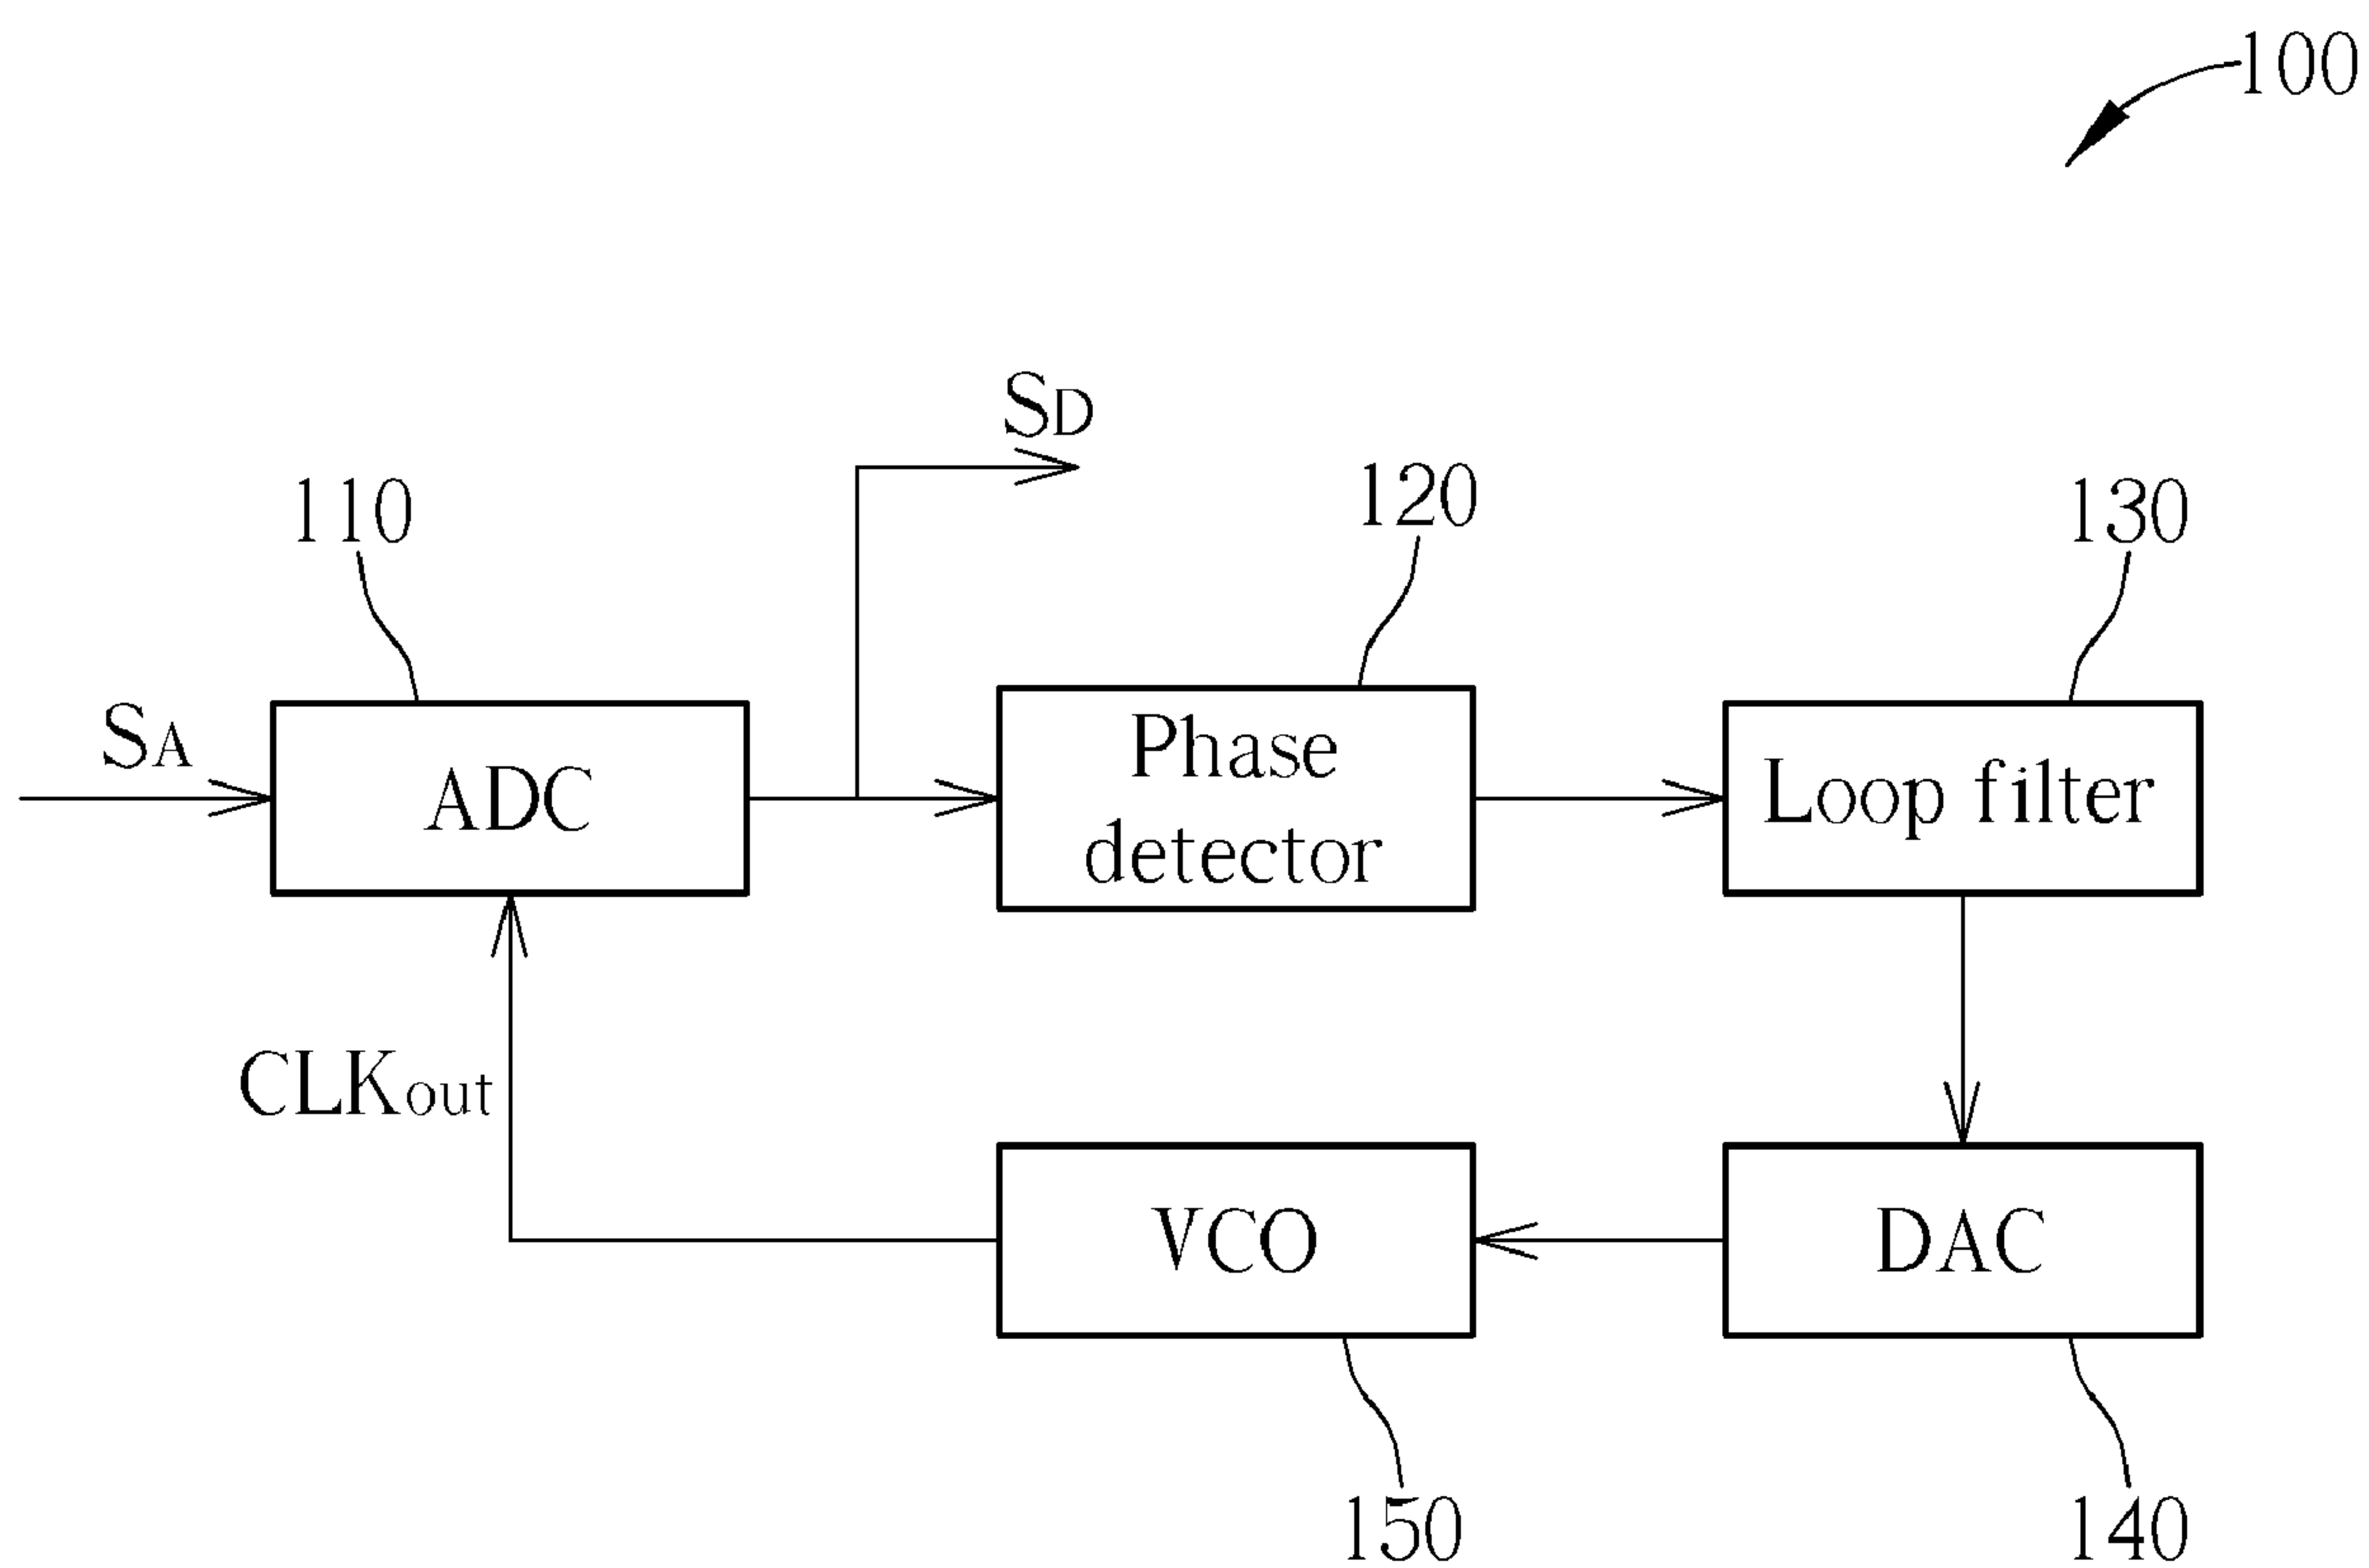 100
SD
110
120
130
SA
ADC
Phase
detector
Loop filter
CLKout
VCO
DAC
150
140